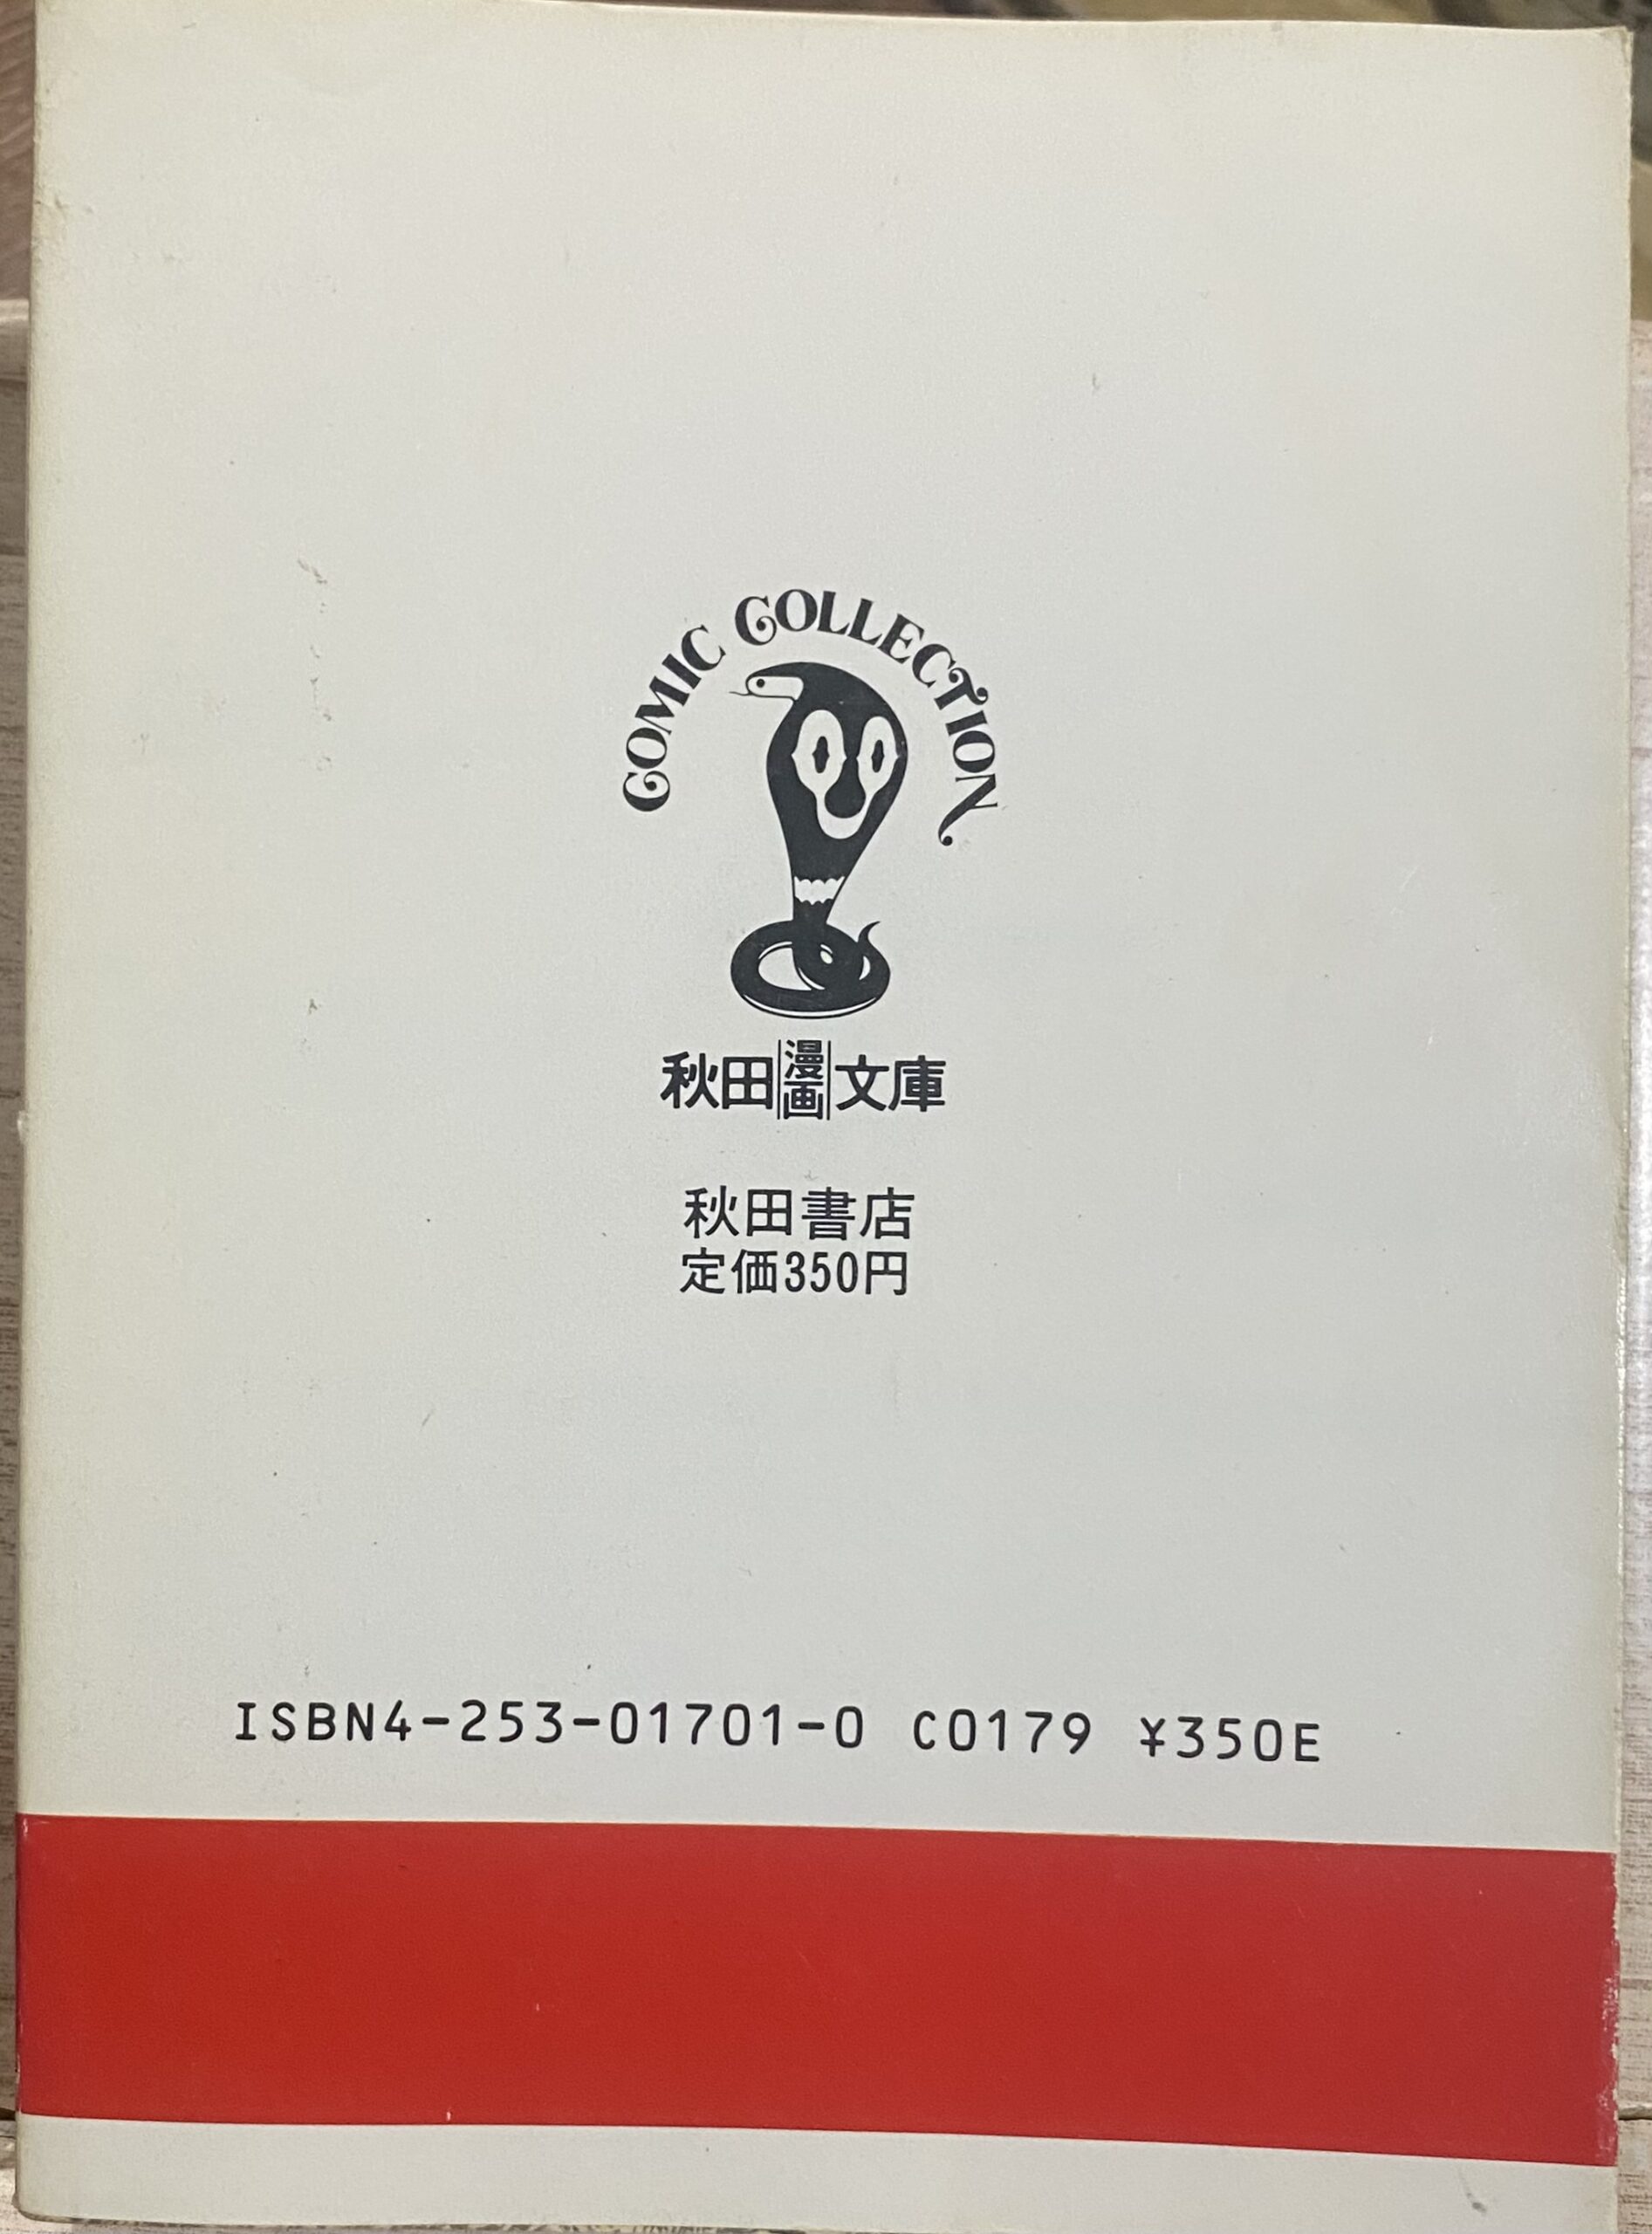 COMIC COLLECTION
秋田漫画文庫
秋田書店
定価350円
ISBN4-253-01701-0 C0179 ¥350E